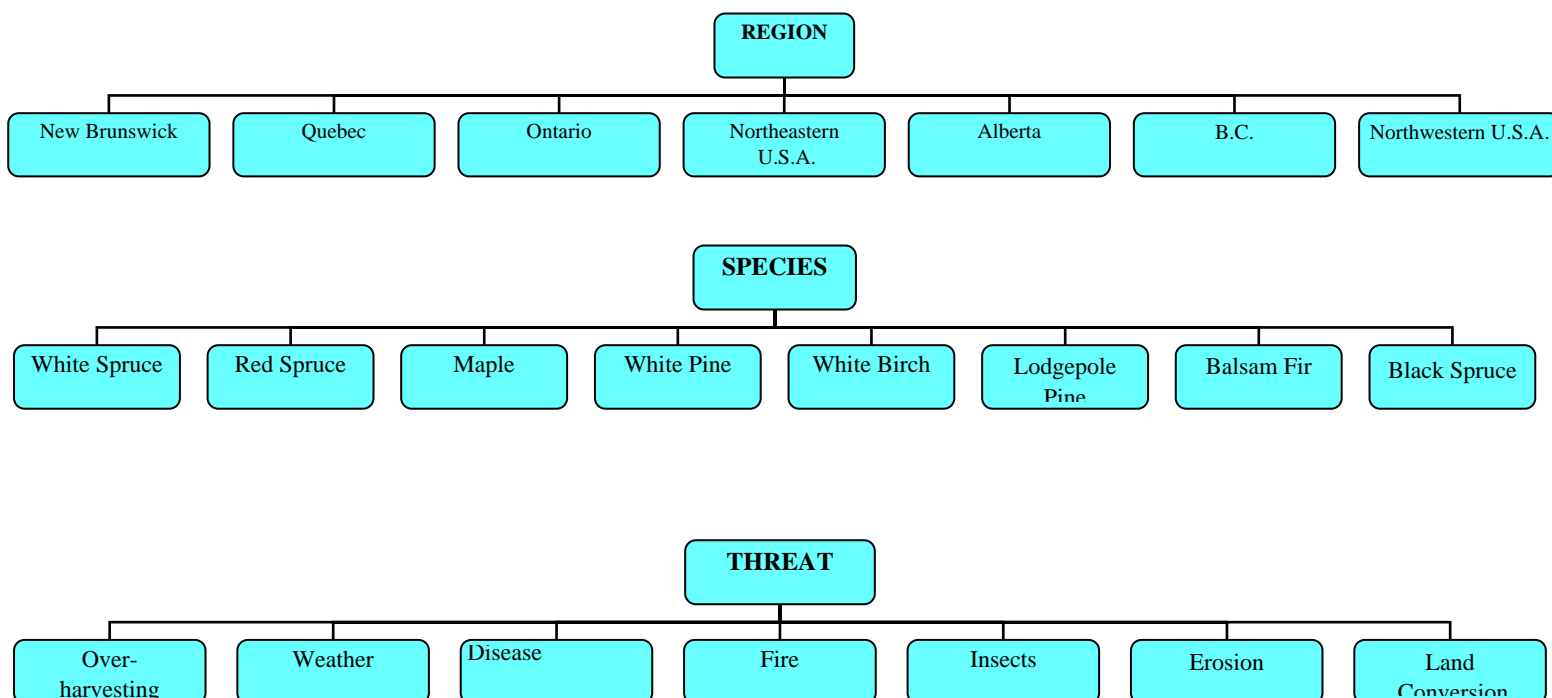 REGION
New Brunswick
Quebec
Ontario
Northeastern
U.S.A.
Alberta
B.C.
Northwestern U.S.A.
SPECIES
White Spruce
Red Spruce
Maple
White Pine
White Birch
Lodgepole
Pine
Balsam Fir
Black Spruce
THREAT
Over-
harvesting
Weather
Disease
Fire
Insects
Erosion
Land
Conversion